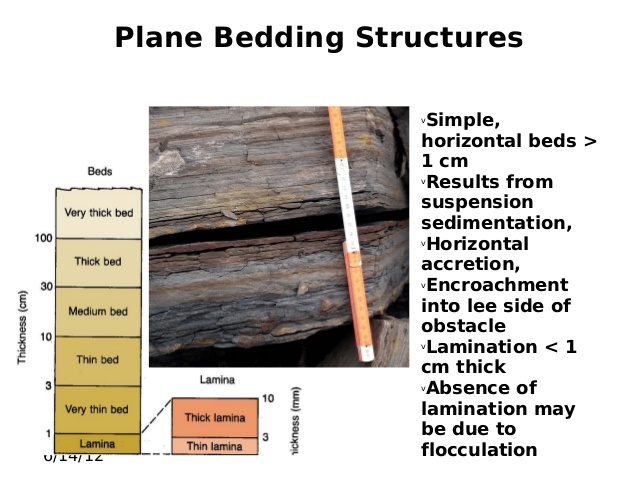 Plane Bedding Structures
Beds
Very thick bed
100
Thick bed
30
Medium bed
10
Thin bed
3
Very thin bed
1
Lamina
Thickness (cm)
Lamina
10
Thick lamina
3
Thin lamina
hickness (mm)
vSimple,
horizontal beds >
1 cm
vResults from
suspension
sedimentation,
vHorizontal
accretion,
vEncroachment
into lee side of
obstacle
vLamination < 1
cm thick
vAbsence of
lamination may
be due to
flocculation
6/14/12